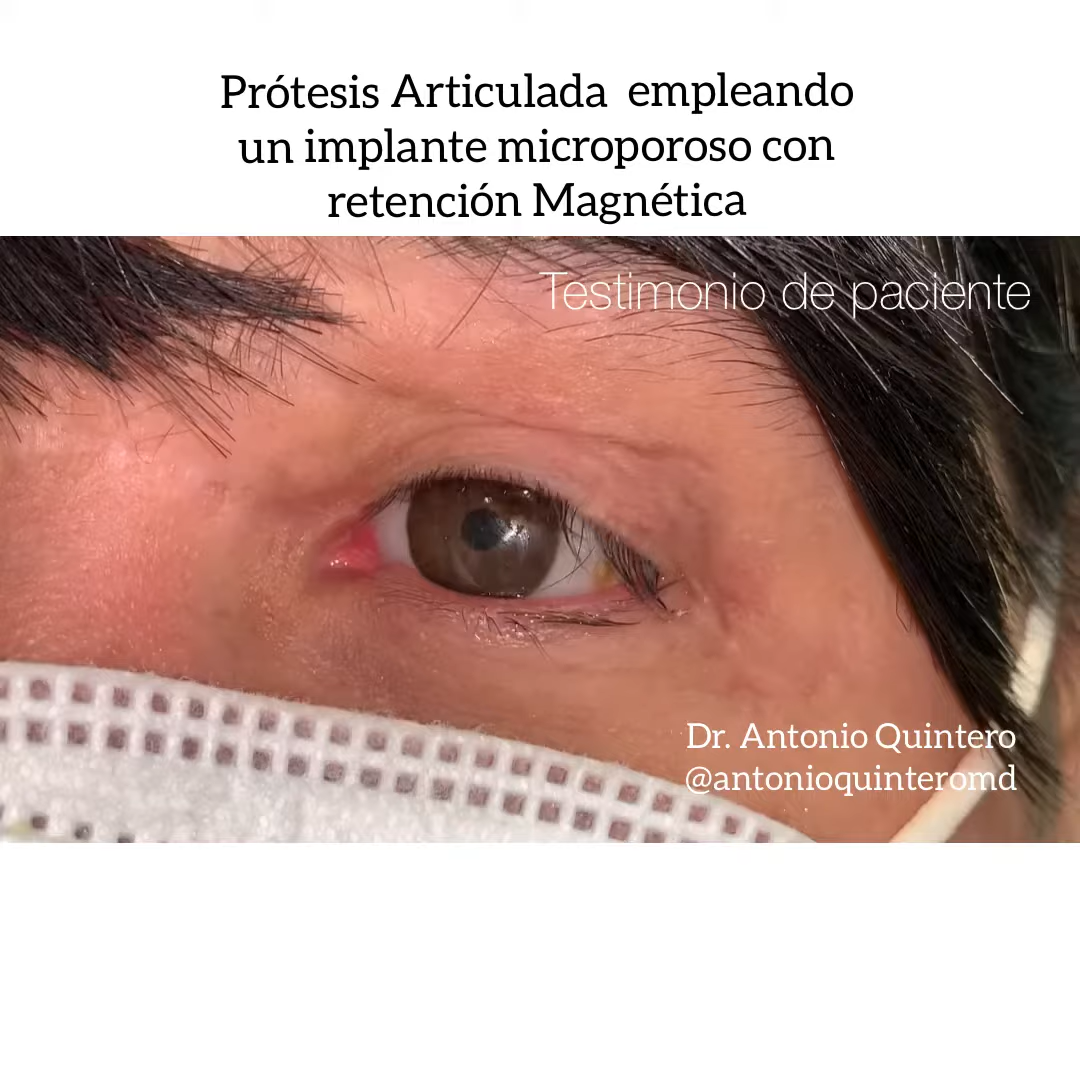 Prótesis Articulada empleando
un implante microporoso con
retención Magnética
Testimonio de paciente
Dr. Antonio Quintero
@antonioquinteromd